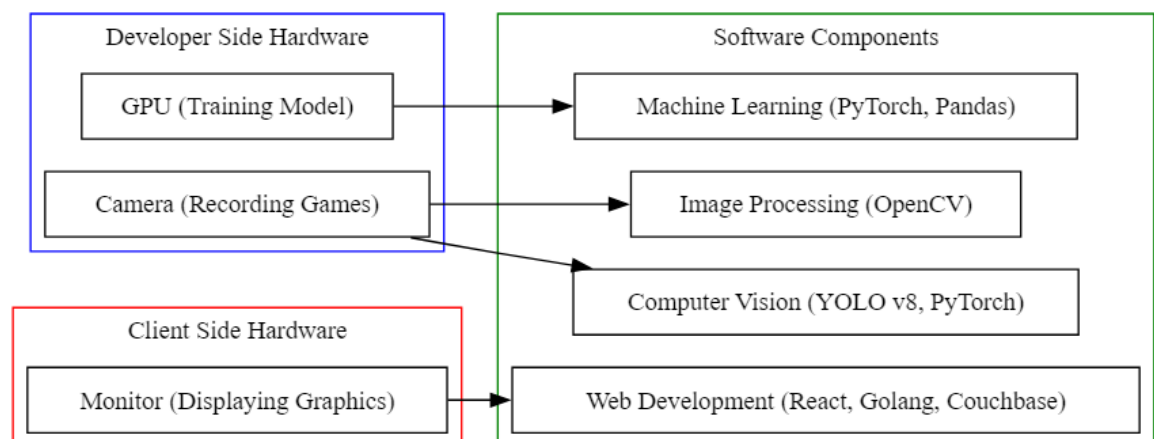 Developer Side Hardware
GPU (Training Model)
Camera (Recording Games)
Client Side Hardware
Monitor (Displaying Graphics)
Software Components
Machine Learning (PyTorch, Pandas)
Image Processing (OpenCV)
Computer Vision (YOLO v8, PyTorch)
Web Development (React, Golang, Couchbase)